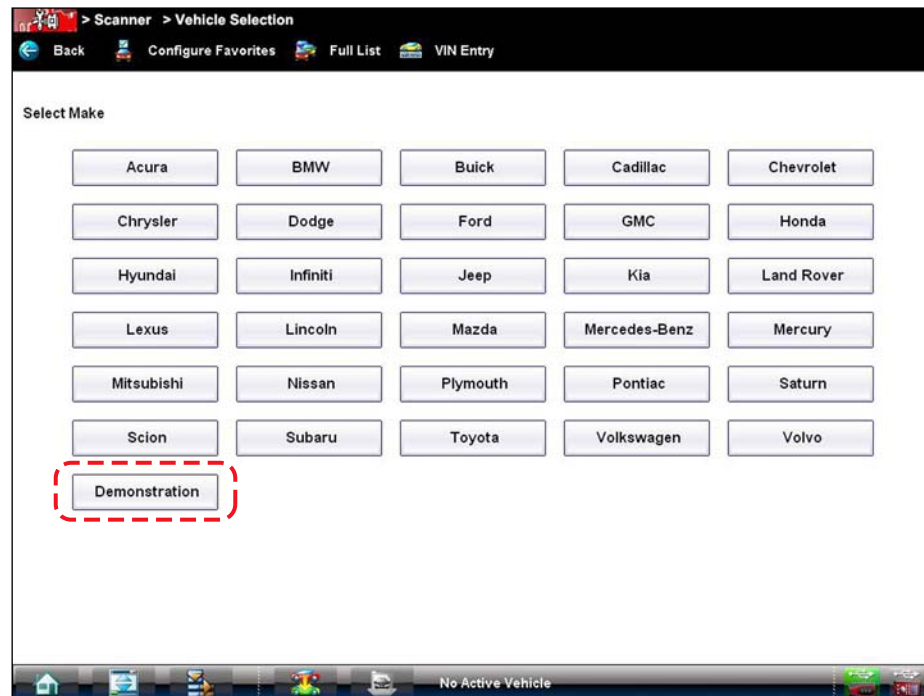 > Scanner > Vehicle Selection
Back Configure Favorites Full List VIN Entry
Select Make
Acura BMW Buick Cadillac Chevrolet
Chrysler Dodge Ford GMC Honda
Hyundai Infiniti Jeep Kia Land Rover
Lexus Lincoln Mazda Mercedes-Benz Mercury
Mitsubishi Nissan Plymouth Pontiac Saturn
Scion Subaru Toyota Volkswagen Volvo
Demonstration
No Active Vehicle